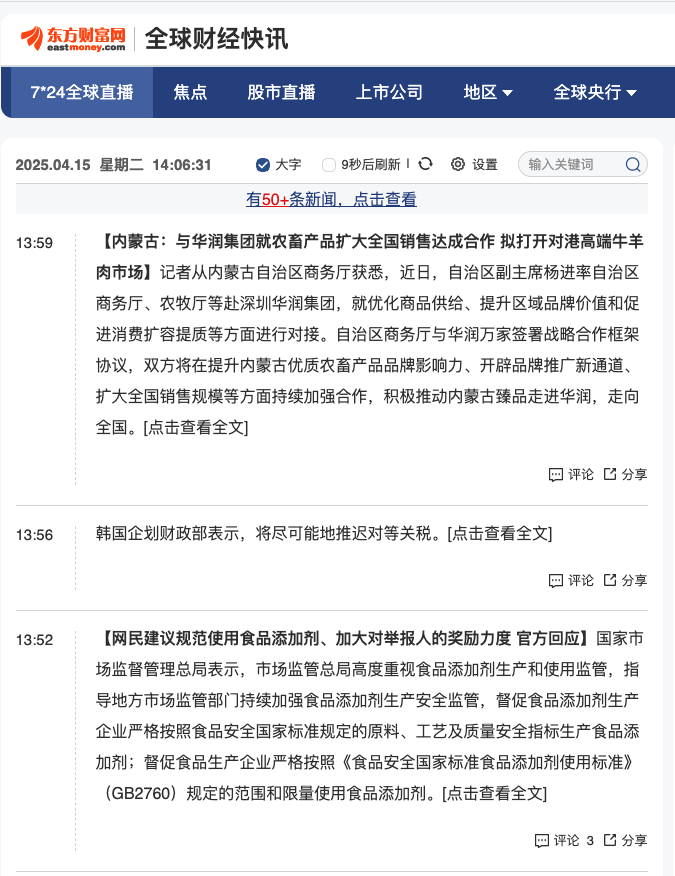 东方财富网
eastmoney.com
全球财经快讯
7*24全球直播 焦点 股市直播 上市公司 地区 全球央行
2025.04.15 星期二 14:06:31 大字 9秒后刷新 设置 输入关键词
有50+条新闻，点击查看
13:59
【内蒙古：与华润集团就农畜产品扩大全国销售达成合作 拟打开对港高端牛羊
肉市场】记者从内蒙古自治区商务厅获悉，近日，自治区副主席杨进率自治区
商务厅、农牧厅等赴深圳华润集团，就优化商品供给、提升区域品牌价值和促
进消费扩容提质等方面进行对接。自治区商务厅与华润万家签署战略合作框架
协议，双方将在提升内蒙古优质农畜产品品牌影响力、开辟品牌推广新通道、
扩大全国销售规模等方面持续加强合作，积极推动内蒙古臻品走进华润，走向
全国。[点击查看全文]
评论 分享
13:56
韩国企划财政部表示，将尽可能地推迟对等关税。[点击查看全文]
评论 分享
13:52
【网民建议规范使用食品添加剂、加大对举报人的奖励力度 官方回应】国家市
场监督管理总局表示，市场监管总局高度重视食品添加剂生产和使用监管，指
导地方市场监管部门持续加强食品添加剂生产安全监管，督促食品添加剂生产
企业严格按照食品安全国家标准规定的原料、工艺及质量安全指标生产食品添
加剂；督促食品生产企业严格按照《食品安全国家标准食品添加剂使用标准》
（GB2760）规定的范围和限量使用食品添加剂。[点击查看全文]
评论 3 分享